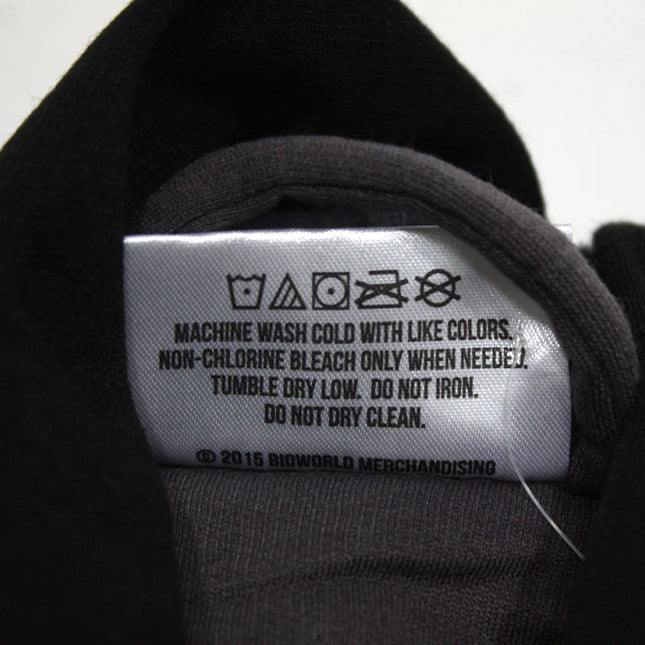 MACHINE WASH COLD WITH LIKE COLORS.
NON-CHLORINE BLEACH ONLY WHEN NEEDED.
TUMBLE DRY LOW. DO NOT IRON.
DO NOT DRY CLEAN.
© 2015 BIOWORLD MERCHANDISING